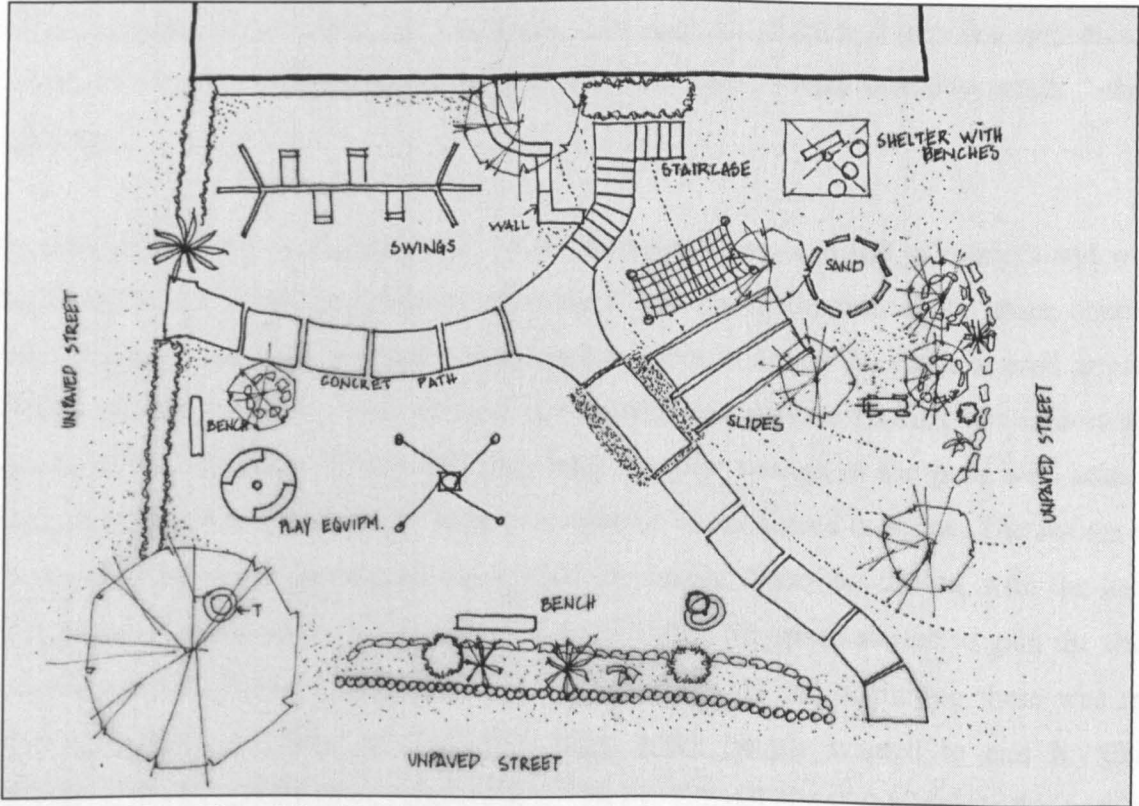 SHELTER WITH
BENCHES
STAIRCASE
WALL
SWINGS
SAND
UNPAVED STREET
CONCRET PATH
BENCH
SLIDES
UNPAVED STREET
PLAY EQUIPM.
T
BENCH
UNPAVED STREET